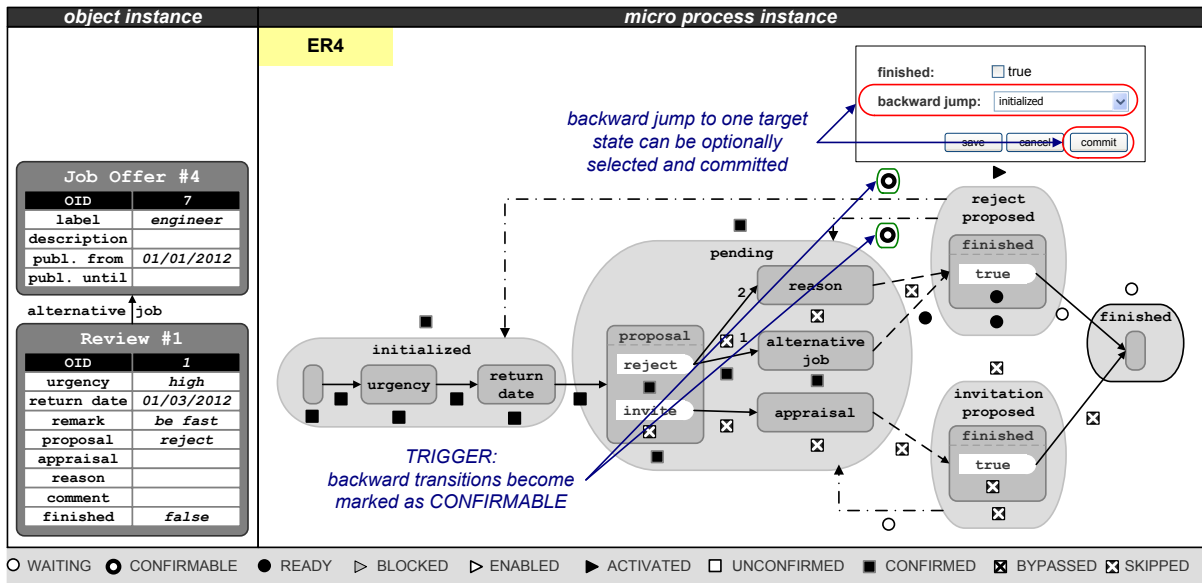 object instance
micro process instance
ER4
finished:
true
backward jump:
initialized
save
cancel
commit
backward jump to one target
state can be optionally
selected and committed
Job Offer #4
OID 7
label engineer
description
publ. from 01/01/2012
publ. until
alternative job
Review #1
OID 1
urgency high
return date 01/03/2012
remark be fast
proposal reject
appraisal
reason
comment
finished false
initialized
urgency
return
date
pending
proposal
reject
invite
2
1
reason
alternative
job
appraisal
reject
proposed
finished
true
invitation
proposed
finished
true
finished
TRIGGER:
backward transitions become
marked as CONFIRMABLE
WAITING CONFIRMABLE READY BLOCKED ENABLED ACTIVATED UNCONFIRMED CONFIRMED BYPASSED SKIPPED